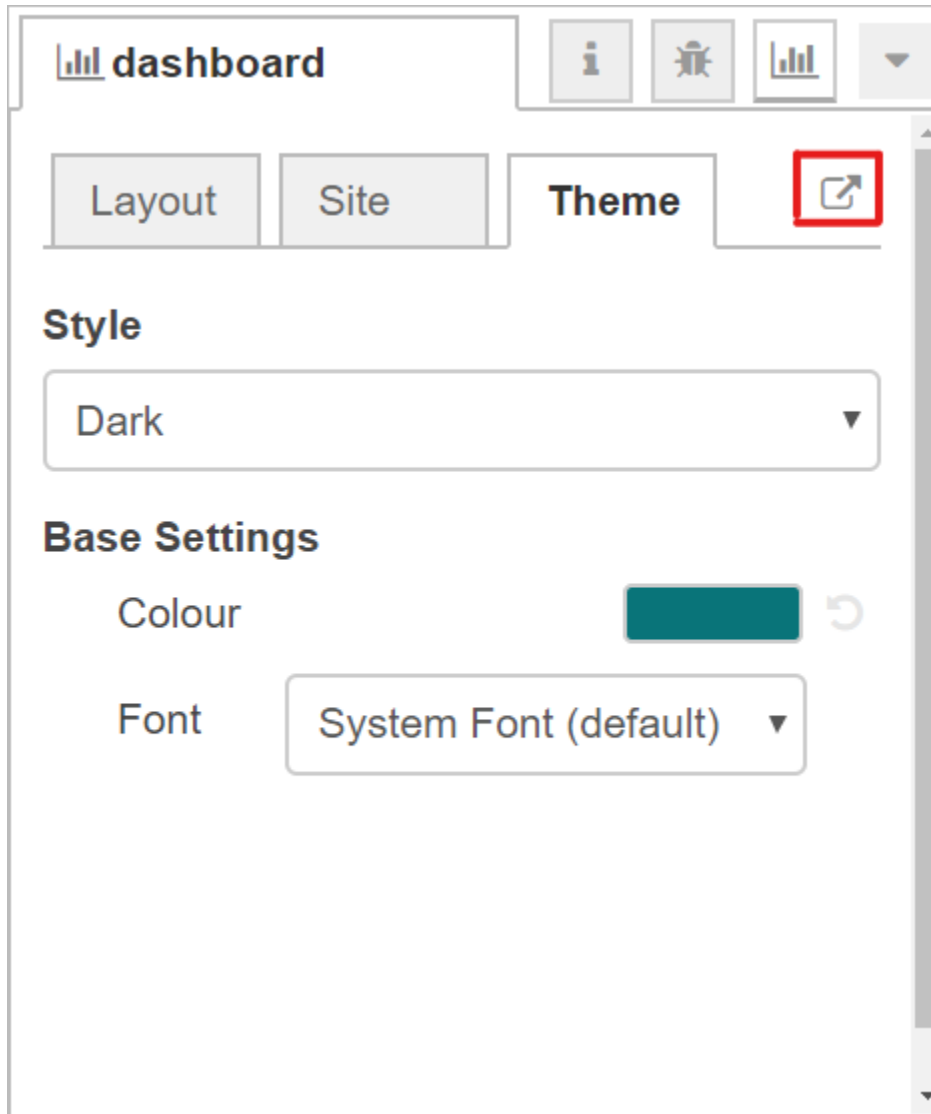 dashboard
Layout Site Theme
Style
Dark
Base Settings
Colour
Font System Font (default)